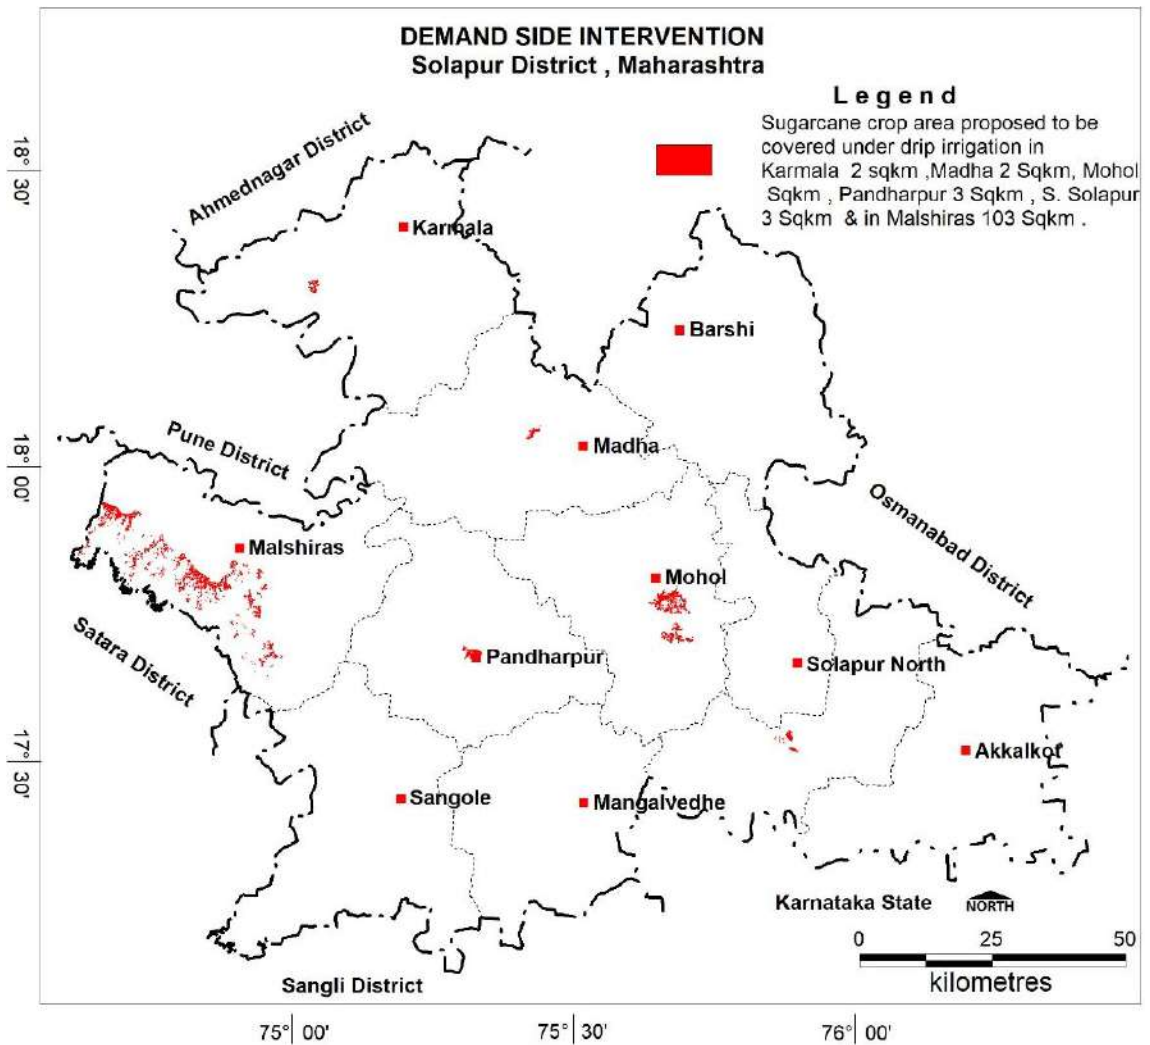 DEMAND SIDE INTERVENTION
Solapur District , Maharashtra
Legend
Sugarcane crop area proposed to be
covered under drip irrigation in
Karmala 2 sqkm ,Madha 2 Sqkm, Mohol
Sqkm , Pandharpur 3 Sqkm , S. Solapur
3 Sqkm & in Malshiras 103 Sqkm .
Ahmednagar District
18° 30'
Karmala
Barshi
Pune District
Madha
18° 00'
Osmanabad District
Malshiras
Mohol
Satara District
Pandharpur
Solapur North
17° 30'
Akkalkot
Sangole
Mangalvedhe
Karnataka State
NORTH
0 25 50
kilometres
Sangli District
75° 00' 75° 30' 76° 00'